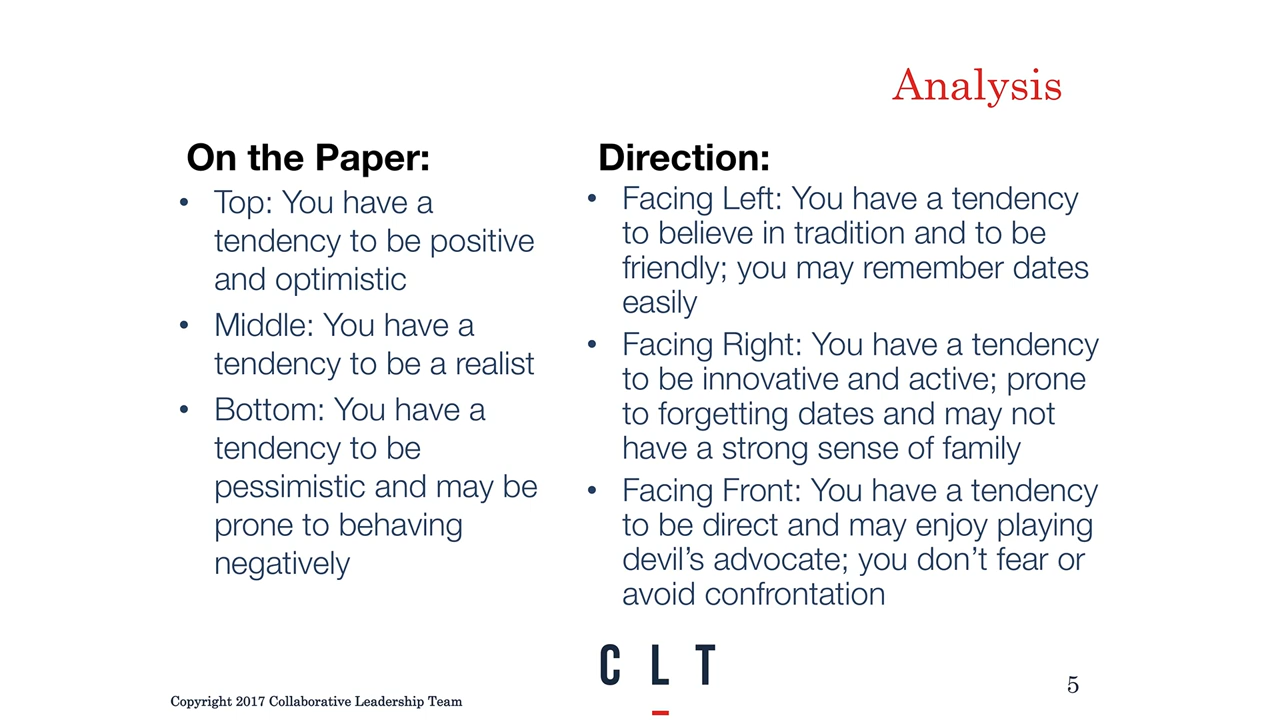 Analysis
On the Paper:
• Top: You have a
tendency to be positive
and optimistic
• Middle: You have a
tendency to be a realist
• Bottom: You have a
tendency to be
pessimistic and may be
prone to behaving
negatively
Direction:
• Facing Left: You have a tendency
to believe in tradition and to be
friendly; you may remember dates
easily
• Facing Right: You have a tendency
to be innovative and active; prone
to forgetting dates and may not
have a strong sense of family
• Facing Front: You have a tendency
to be direct and may enjoy playing
devil’s advocate; you don’t fear or
avoid confrontation
C L T
Copyright 2017 Collaborative Leadership Team
5